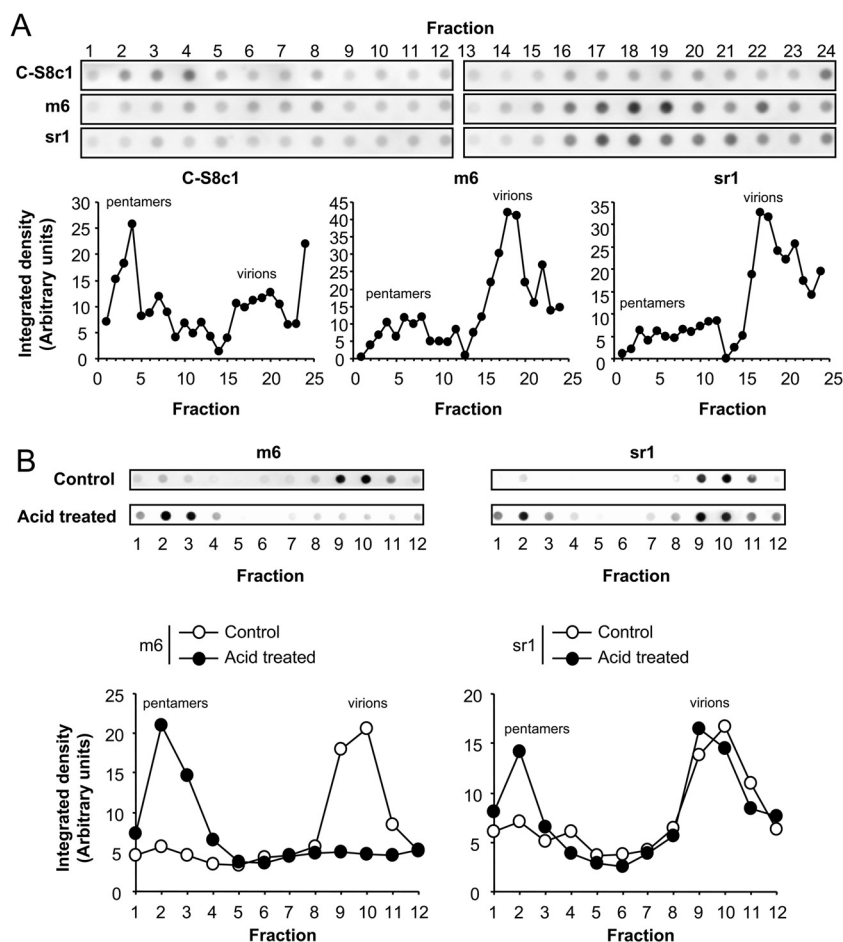 A
Fraction
1 2 3 4 5 6 7 8 9 10 11 12 13 14 15 16 17 18 19 20 21 22 23 24
C-S8c1
m6
sr1
C-S8c1 m6 sr1
Integrated density
(Arbitrary units)
30
25
20
15
10
5
0
pentamers
virions
0 5 10 15 20 25
Fraction
45
40
35
30
25
20
15
10
5
0
pentamers
virions
0 5 10 15 20 25
Fraction
35
30
25
20
15
10
5
0
pentamers
virions
0 5 10 15 20 25
Fraction
B
m6 sr1
Control
Acid treated
1 2 3 4 5 6 7 8 9 10 11 12 1 2 3 4 5 6 7 8 9 10 11 12
Fraction Fraction
m6
Control
Acid treated
sr1
Control
Acid treated
Integrated density
(Arbitrary units)
25
20
15
10
5
0
pentamers
virions
1 2 3 4 5 6 7 8 9 10 11 12
Fraction
20
15
10
5
0
pentamers
virions
1 2 3 4 5 6 7 8 9 10 11 12
Fraction